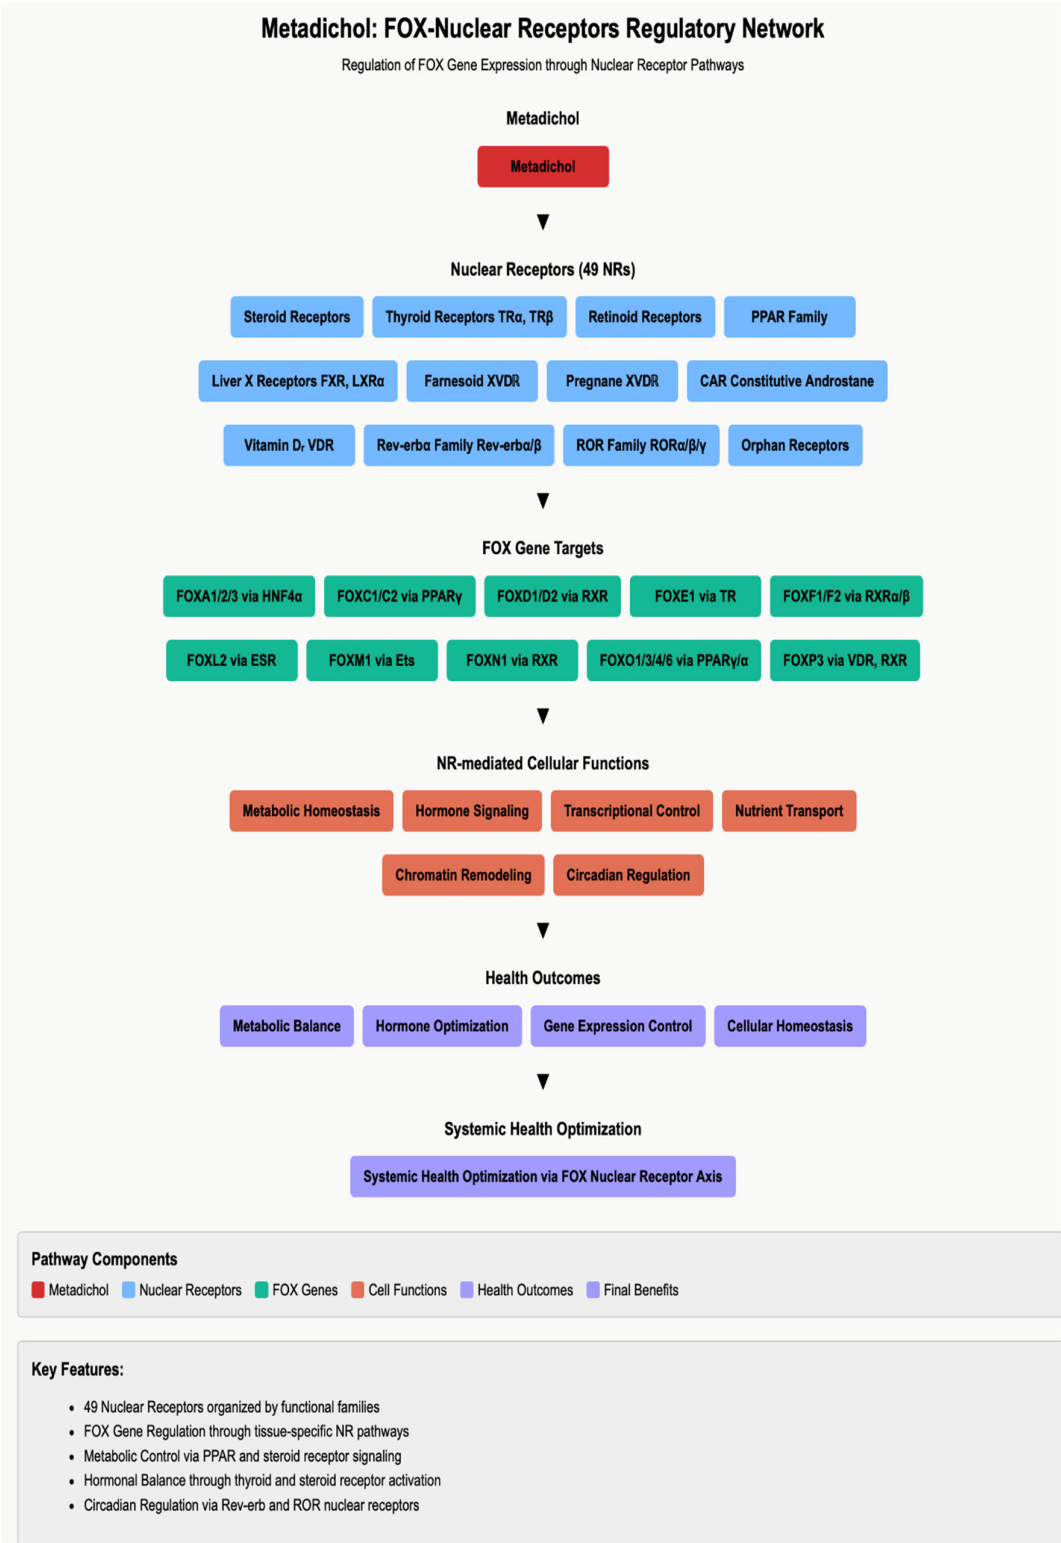 Metadichol: FOX-Nuclear Receptors Regulatory Network
Regulation of FOX Gene Expression through Nuclear Receptor Pathways
Metadichol
Metadichol
Nuclear Receptors (49 NRs)
Steroid Receptors Thyroid Receptors TRα, TRβ Retinoid Receptors PPAR Family
Liver X Receptors FXR, LXRα Farnesoid XVDℝ Pregnane XVDℝ CAR Constitutive Androstane
Vitamin Dᵣ VDR Rev-erbα Family Rev-erbα/β ROR Family RORα/β/γ Orphan Receptors
FOX Gene Targets
FOXA1/2/3 via HNF4α FOXC1/C2 via PPARγ FOXD1/D2 via RXR FOXE1 via TR FOXF1/F2 via RXRα/β
FOXL2 via ESR FOXM1 via Ets FOXN1 via RXR FOXO1/3/4/6 via PPARγ/α FOXP3 via VDR, RXR
NR-mediated Cellular Functions
Metabolic Homeostasis Hormone Signaling Transcriptional Control Nutrient Transport
Chromatin Remodeling Circadian Regulation
Health Outcomes
Metabolic Balance Hormone Optimization Gene Expression Control Cellular Homeostasis
Systemic Health Optimization
Systemic Health Optimization via FOX Nuclear Receptor Axis
Pathway Components
Metadichol Nuclear Receptors FOX Genes Cell Functions Health Outcomes Final Benefits
Key Features:
• 49 Nuclear Receptors organized by functional families
• FOX Gene Regulation through tissue-specific NR pathways
• Metabolic Control via PPAR and steroid receptor signaling
• Hormonal Balance through thyroid and steroid receptor activation
• Circadian Regulation via Rev-erb and ROR nuclear receptors